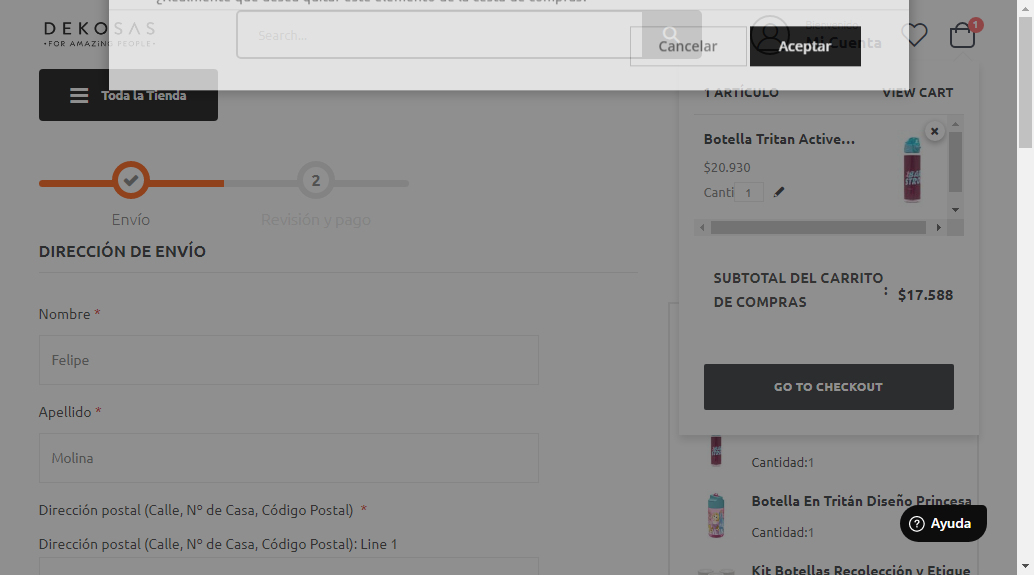 ¿Realmente que desea quitar este elemento de la cesta de compras?
DEKOSAS
•FOR AMAZING PEOPLE•
Search...
Cancelar
Aceptar
Bienvenido
Mi Cuenta
1
Toda la Tienda
1 ARTÍCULO
VIEW CART
Botella Tritan Active...
$20.930
Canti
1
2
Envío
Revisión y pago
DIRECCIÓN DE ENVÍO
SUBTOTAL DEL CARRITO
DE COMPRAS
:
$17.588
Nombre *
Felipe
GO TO CHECKOUT
Apellido *
Molina
Cantidad:1
Dirección postal (Calle, Nº de Casa, Código Postal) *
Botella En Tritán Diseño Princesa
Cantidad:1
Ayuda
Dirección postal (Calle, Nº de Casa, Código Postal): Line 1
Kit Botellas Recolección y Etique